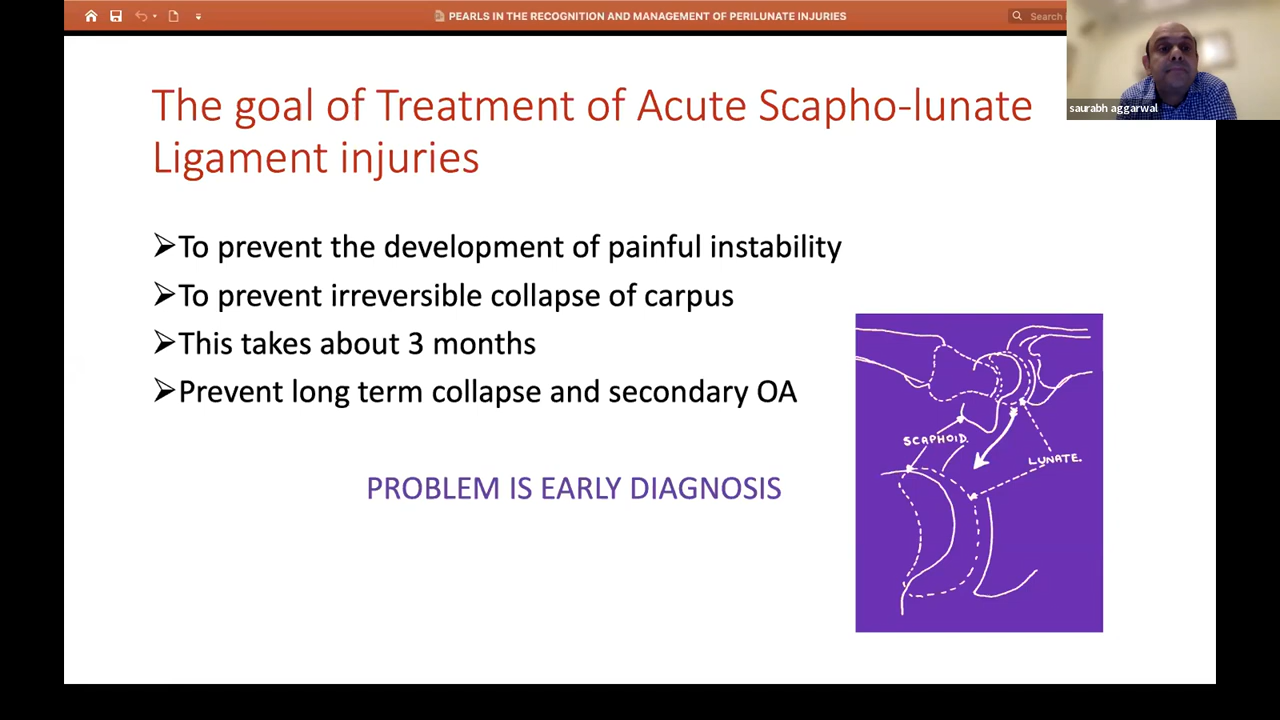 PEARLS IN THE RECOGNITION AND MANAGEMENT OF PERILUNATE INJURIES
Search
saurabh aggarwal
The goal of Treatment of Acute Scapho-lunate
Ligament injuries
➢To prevent the development of painful instability
➢To prevent irreversible collapse of carpus
➢This takes about 3 months
➢Prevent long term collapse and secondary OA
PROBLEM IS EARLY DIAGNOSIS
SCAPHOID.
LUNATE.